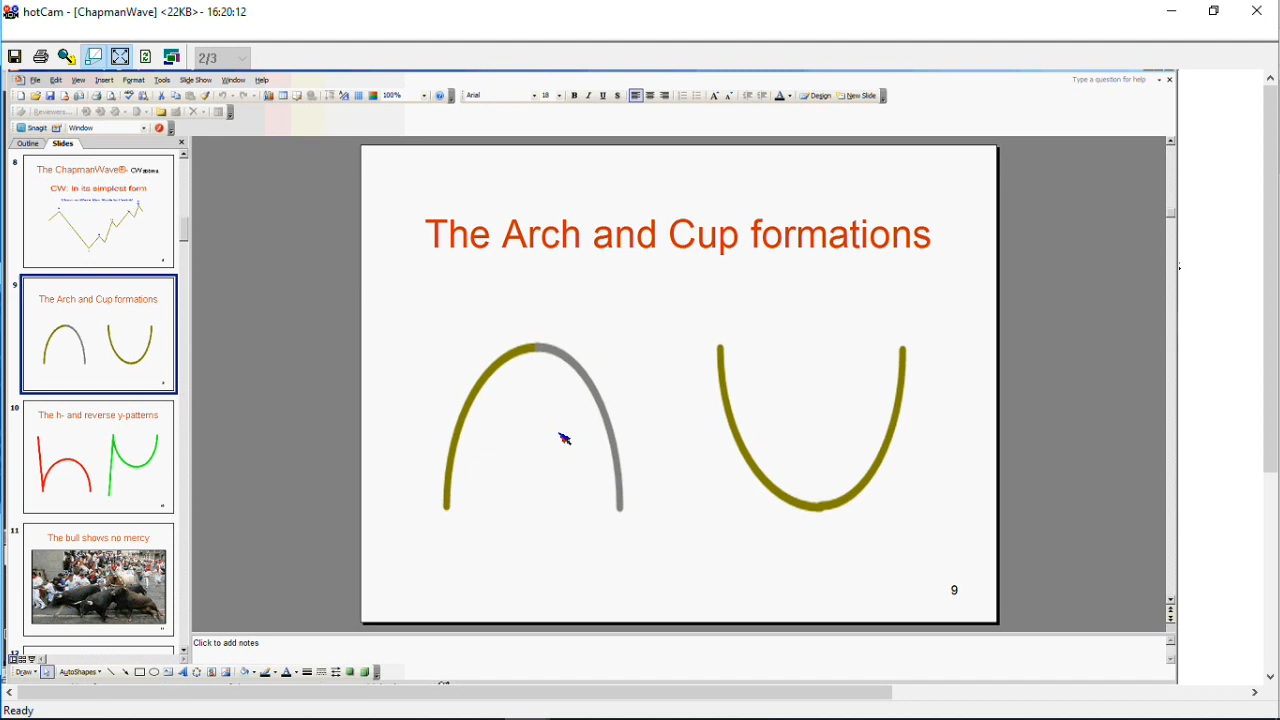 hotCam - [ChapmanWave] <22KB> - 16:20:12
2/3
File Edit View Insert Format Tools Slide Show Window Help
Type a question for help
100%
Arial
18
B I U S
Design New Slide
Reviewers...
Snagit Window
Outline Slides
8
The ChapmanWave®-
CW: In its simplest form
9
The Arch and Cup formations
10
The h- and reverse y-patterns
11
The bull shows no mercy
12
The Arch and Cup formations
9
Click to add notes
Draw AutoShapes
Ready